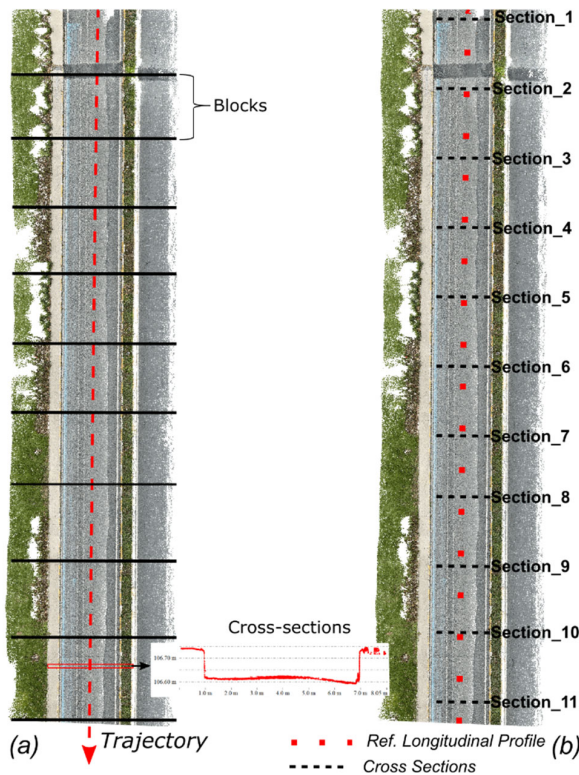 Section_1
Section_2
Blocks
Section_3
Section_4
Section_5
Section_6
Section_7
Section_8
Section_9
Cross-sections
Section_10
106.70 m
106.60 m
1.0 m 2.0 m 3.0 m 4.0 m 5.0 m 6.0 m 7.0 m 8.07 m
Section_11
(a) Trajectory
Ref. Longitudinal Profile (b)
Cross Sections